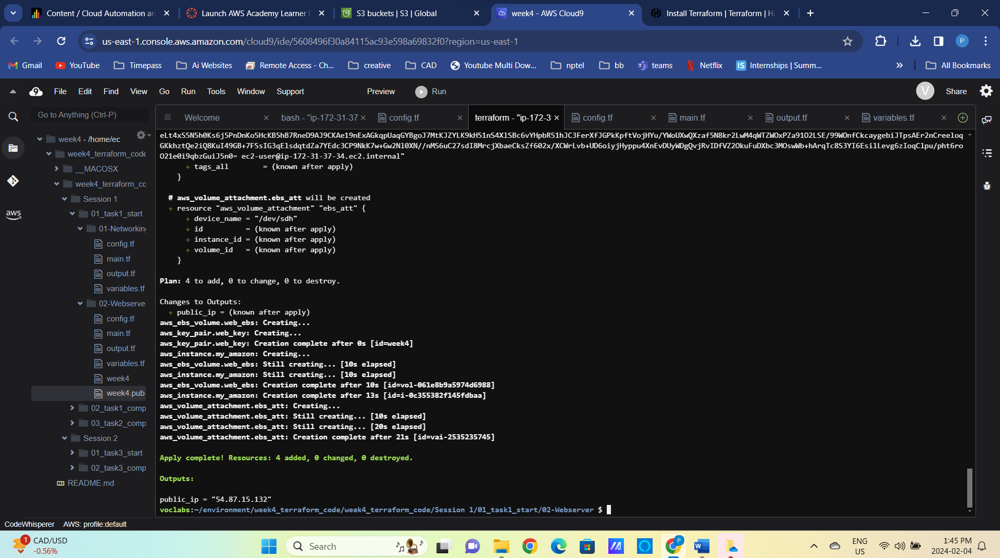 Content / Cloud Automation an
Launch AWS Academy Learner
S3 buckets | S3 | Global
week4 - AWS Cloud9
Install Terraform | Terraform | Ha
us-east-1.console.aws.amazon.com/cloud9/ide/5608496f30a84115ac93e598a69832f0?region=us-east-1
P
Gmail
YouTube
Timepass
Ai Websites
Remote Access - Ch...
creative
CAD
Youtube Multi Dow...
nptel
bb
teams
Netflix
IS Internships | Summ...
All Bookmarks
9 File Edit Find View Go Run Tools Window Support Preview Run
V Share
Go to Anything (Ctrl-P)
Welcome
bash - "ip-172-31-37
config.tf
terraform - "ip-172-3
config.tf
main.tf
output.tf
variables.tf
aws
week4 - /home/ec
week4_terraform_code
__MACOSX
week4_terraform_co
Session 1
01_task1_start
01-Networking
config.tf
main.tf
output.tf
variables.tf
02-Webserve
config.tf
main.tf
output.tf
variables.tf
week4
week4.pub
02_task1_comp
03_task2_comp
Session 2
01_task3_start
02_task3_comp
README.md
eLt4xS5N5h0Ks6j5PnDnKo5HcKB5hB7RneD9AJ9CKAe19nExAGkqpUaqGYBgoJ7MtKJZYLK9kH51nS4XlSBc6vYHpbR51hJC3FerXfJGPkKpftVojHYu/YWoUXwQXzaf5N8kr2LwM4qWTZWOxPZa91O2LSE/99WOnfCkcaygebiJTpsAEr2nCreeloq
GKkhztQe2iQ8KuI49GB+7FSsIG3qElsdqtdZa7YEdc3CP9NkK7w+Gw2Nl0XN//nMS6uC27sdI8MrcjXbaeCksZf602x/XCWrLvb+UD6oiyjHyppu4XnEvDUyWDgQvjRvIDfVZ2OkuFuDXbc3MOswWb+hArqTc8S3YI6EsilLevg6zIoqClpu/pht6ro
O21e0i9qbzGuiJ5n0= ec2-user@ip-172-31-37-34.ec2.internal"
+ tags_all = (known after apply)
}
# aws_volume_attachment.ebs_att will be created
+ resource "aws_volume_attachment" "ebs_att" {
+ device_name = "/dev/sdh"
+ id = (known after apply)
+ instance_id = (known after apply)
+ volume_id = (known after apply)
}
Plan: 4 to add, 0 to change, 0 to destroy.
Changes to Outputs:
+ public_ip = (known after apply)
aws_ebs_volume.web_ebs: Creating...
aws_key_pair.web_key: Creating...
aws_key_pair.web_key: Creation complete after 0s [id=week4]
aws_instance.my_amazon: Creating...
aws_ebs_volume.web_ebs: Still creating... [10s elapsed]
aws_instance.my_amazon: Still creating... [10s elapsed]
aws_ebs_volume.web_ebs: Creation complete after 10s [id=vol-061e8b9a5974d6988]
aws_instance.my_amazon: Creation complete after 13s [id=i-0c355382f145fdbaa]
aws_volume_attachment.ebs_att: Creating...
aws_volume_attachment.ebs_att: Still creating... [10s elapsed]
aws_volume_attachment.ebs_att: Still creating... [20s elapsed]
aws_volume_attachment.ebs_att: Creation complete after 21s [id=vai-2535235745]
Apply complete! Resources: 4 added, 0 changed, 0 destroyed.
Outputs:
public_ip = "54.87.15.132"
voclabs:~/environment/week4_terraform_code/week4_terraform_code/Session 1/01_task1_start/02-Webserver $
CodeWhisperer AWS: profile:default
1
CAD/USD
-0.56%
Search
P
W
ENG
US
1:45 PM
2024-02-04